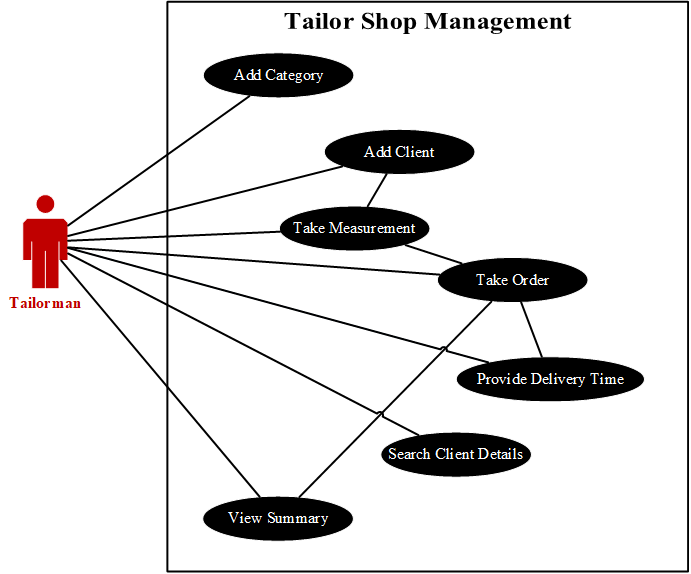 Tailor Shop Management
Add Category
Add Client
Take Measurement
Take Order
Tailorman
Provide Delivery Time
Search Client Details
View Summary